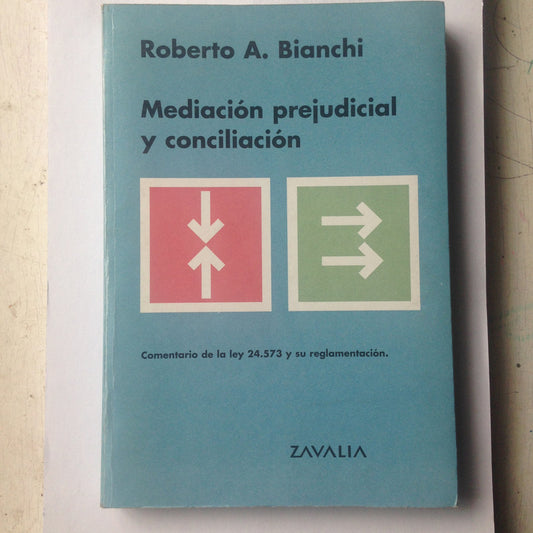 Roberto A. Bianchi
Mediación prejudicial
y conciliación
Comentario de la ley 24.573 y su reglamentación.
ZAVALIA